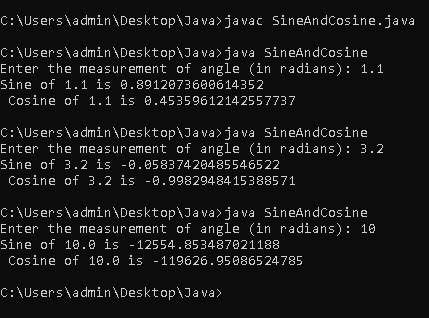 C:\Users\admin\Desktop\Java>javac SineAndCosine.java
C:\Users\admin\Desktop\Java>java SineAndCosine
Enter the measurement of angle (in radians): 1.1
Sine of 1.1 is 0.8912073600614352
Cosine of 1.1 is 0.45359612142557737
C:\Users\admin\Desktop\Java>java SineAndCosine
Enter the measurement of angle (in radians): 3.2
Sine of 3.2 is -0.05837420485546522
Cosine of 3.2 is -0.9982948415388571
C:\Users\admin\Desktop\Java>java SineAndCosine
Enter the measurement of angle (in radians): 10
Sine of 10.0 is -12554.853487021188
Cosine of 10.0 is -119626.95086524785
C:\Users\admin\Desktop\Java>